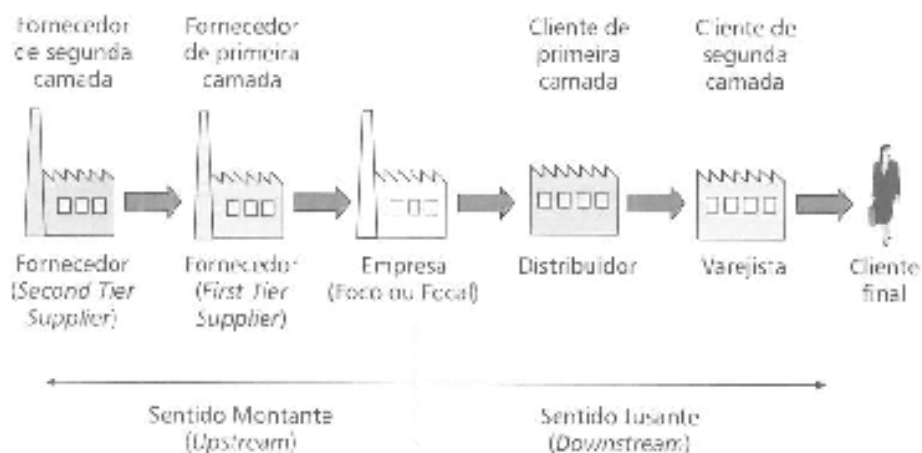 Fornecedor
de segunda
camada
Fornecedor
de primeira
camada
Cliente de
primeira
camada
Cliente de
segunda
camada
Fornecedor
(Second Tier
Supplier)
Fornecedor
(First Tier
Supplier)
Empresa
(Foco ou Focal)
Distribuidor
Varejista
Cliente
final
Sentido Montante
(Upstream)
Sentido Jusante
(Downstream)